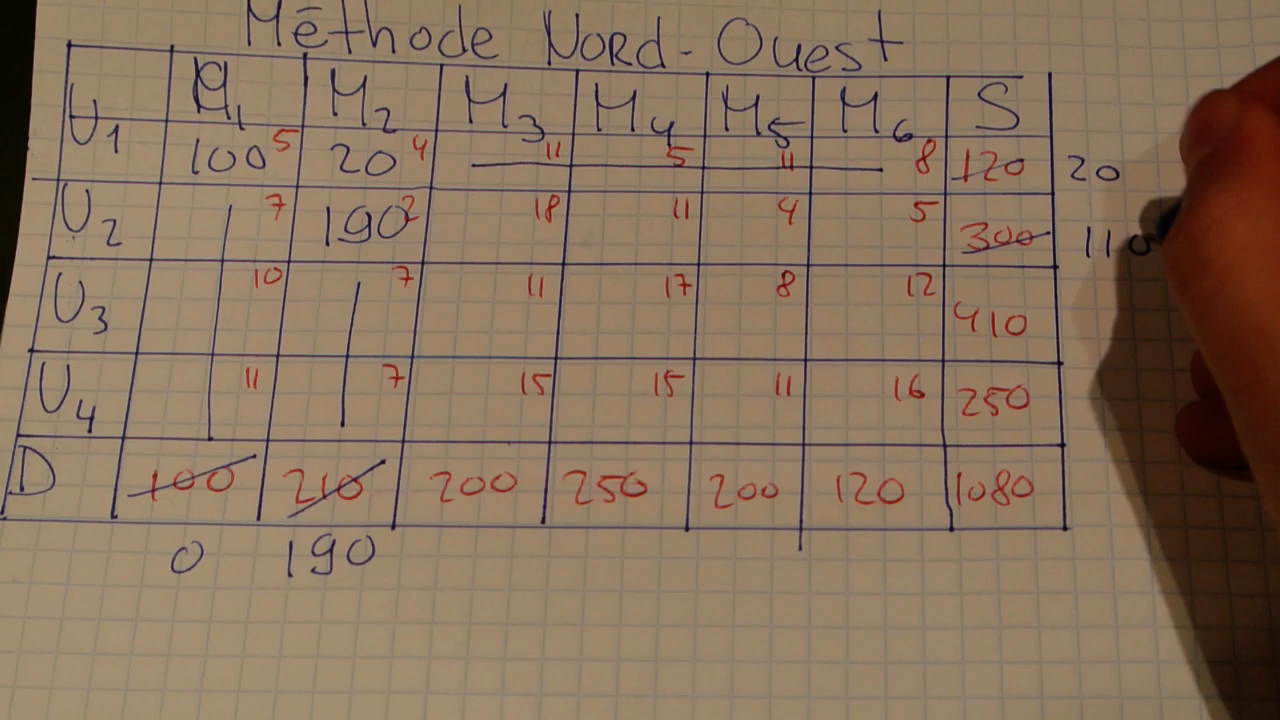 Méthode Nord-Ouest
M1 M2 M3 M4 M5 M6 S
U1 100 5 20 4 11 5 11 8 120 20
U2 7 190 2 18 11 4 5 300 110
U3 10 7 11 17 8 12 410
U4 11 7 15 15 11 16 250
D 100 210 200 250 200 120 1080
0 190